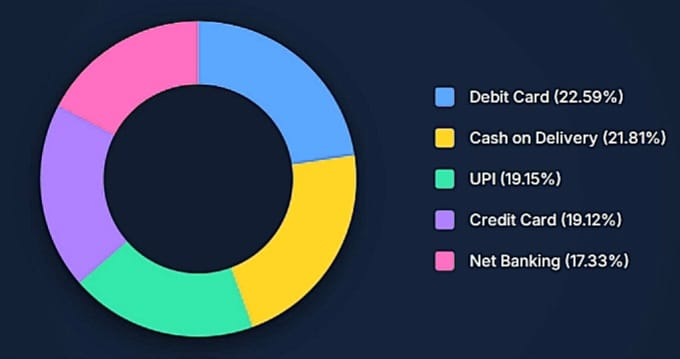 Debit Card (22.59%)
Cash on Delivery (21.81%)
UPI (19.15%)
Credit Card (19.12%)
Net Banking (17.33%)